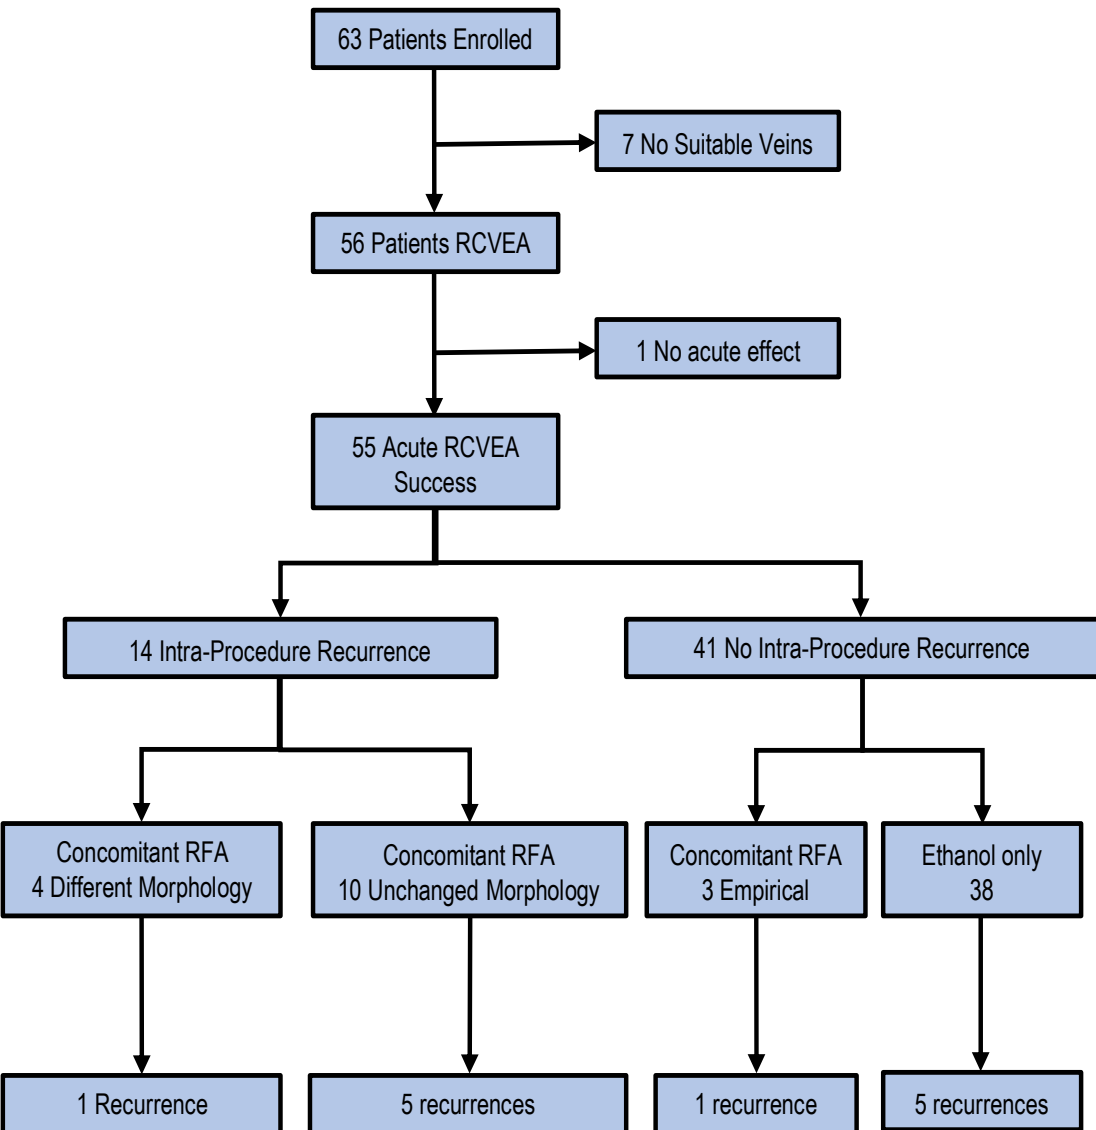 63 Patients Enrolled
7 No Suitable Veins
56 Patients RCVEA
1 No acute effect
55 Acute RCVEA
Success
14 Intra-Procedure Recurrence
41 No Intra-Procedure Recurrence
Concomitant RFA
4 Different Morphology
Concomitant RFA
10 Unchanged Morphology
Concomitant RFA
3 Empirical
Ethanol only
38
1 Recurrence
5 recurrences
1 recurrence
5 recurrences